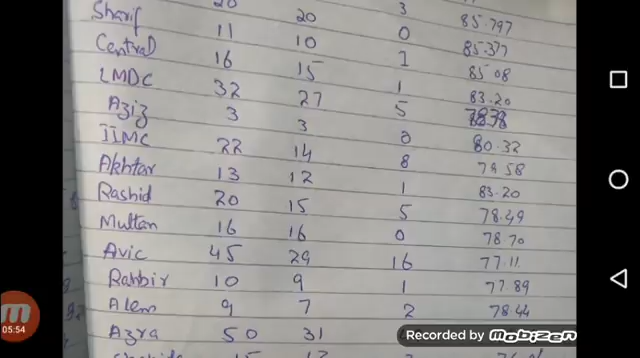 20 20 3 85.797
0 85.377
Sharif 11 10 1 85.08
Central 16 15 1 83.20
LMDC 32 27 5
Aziz 3 3 0 80.32
IIMC 22 14 8 79.58
Akhtar 13 12 1 83.20
Rashid 20 15 5 78.49
Multan 16 16 0 78.70
Avic 45 29 16 77.11
Rahbir 10 9 1 77.89
Alem 9 7 2 78.44
Azra 50 31
05:54
Recorded by MOBIZEN